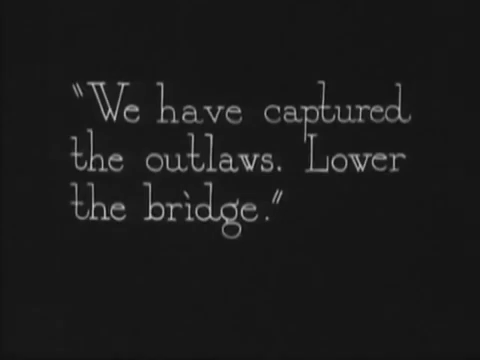 "We have captured
the outlaws. Lower
the bridge."